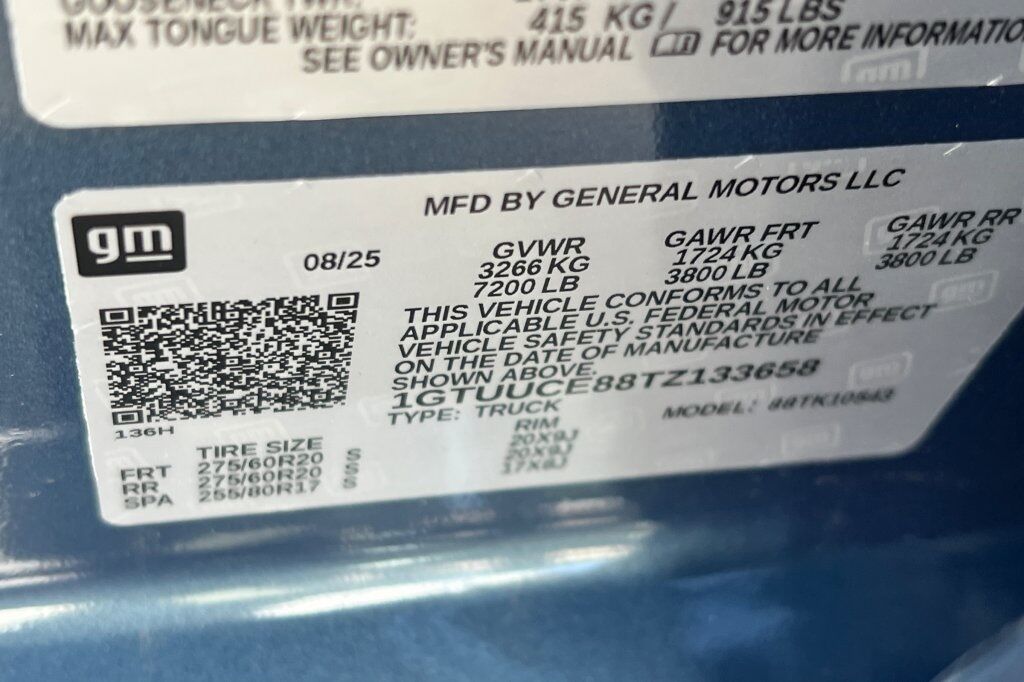 GOOSENECK TWR:
MAX TONGUE WEIGHT: 415 KG / 915 LBS
SEE OWNER'S MANUAL FOR MORE INFORMATIO
gm
MFD BY GENERAL MOTORS LLC
gm
08/25 GVWR GAWR FRT GAWR RR
3266 KG 1724 KG 1724 KG
7200 LB 3800 LB 3800 LB
THIS VEHICLE CONFORMS TO ALL
APPLICABLE U.S. FEDERAL MOTOR
VEHICLE SAFETY STANDARDS IN EFFECT
ON THE DATE OF MANUFACTURE
SHOWN ABOVE.
1GTUUCE88TZ133658
TYPE: TRUCK MODEL:
136H
TIRE SIZE RIM
FRT 275/60R20 S 20X9J
RR 275/60R20 S 20X9J
SPA 255/80R17 S 17X8J